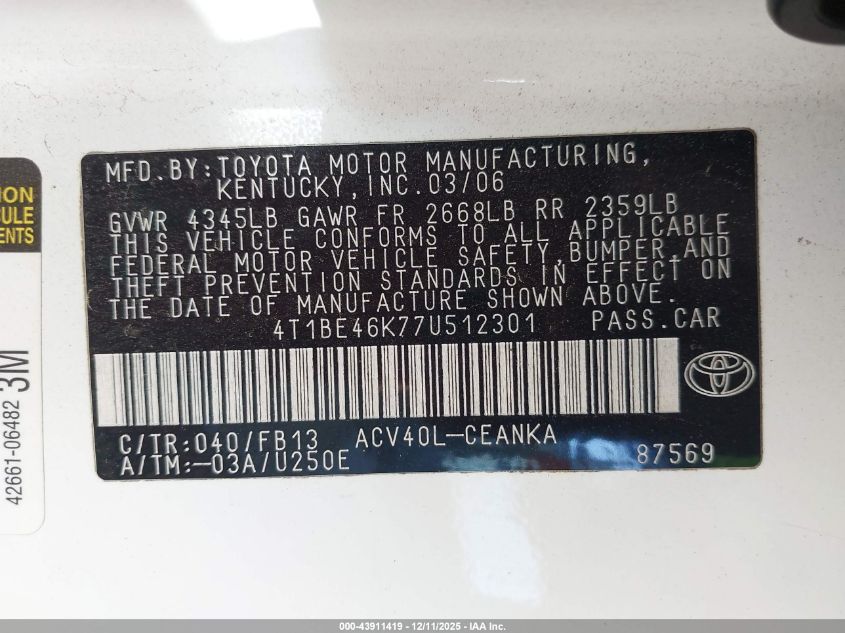 MFD.BY:TOYOTA MOTOR MANUFACTURING,
KENTUCKY,INC.03/06
GVWR 4345LB GAWR FR 2668LB RR 2359LB
THIS VEHICLE CONFORMS TO ALL APPLICABLE
FEDERAL MOTOR VEHICLE SAFETY,BUMPER,AND
THEFT PREVENTION STANDARDS IN EFFECT ON
THE DATE OF MANUFACTURE SHOWN ABOVE.
4T1BE46K77U512301 PASS.CAR
C/TR:040/FB13 ACV40L-CEANKA
A/TM:-03A/U250E 87569
42661-06482 3M
000-43911419 • 12/11/2025 - IAA Inc.